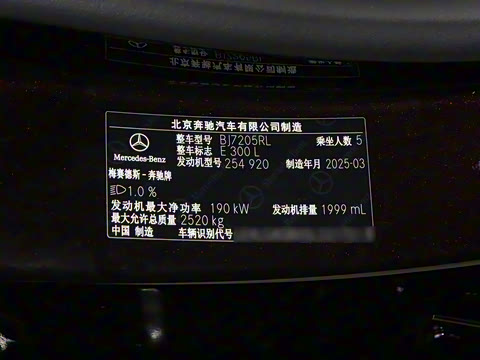 北京奔驰汽车有限公司制造
整车型号 BJ7205RL 乘坐人数 5
整车标志 E 300 L
Mercedes-Benz 发动机型号 254 920 制造年月 2025-03
梅赛德斯-奔驰牌
1.0 %
发动机最大净功率 190 kW 发动机排量 1999 mL
最大允许总质量 2520 kg
中国 制造 车辆识别代号